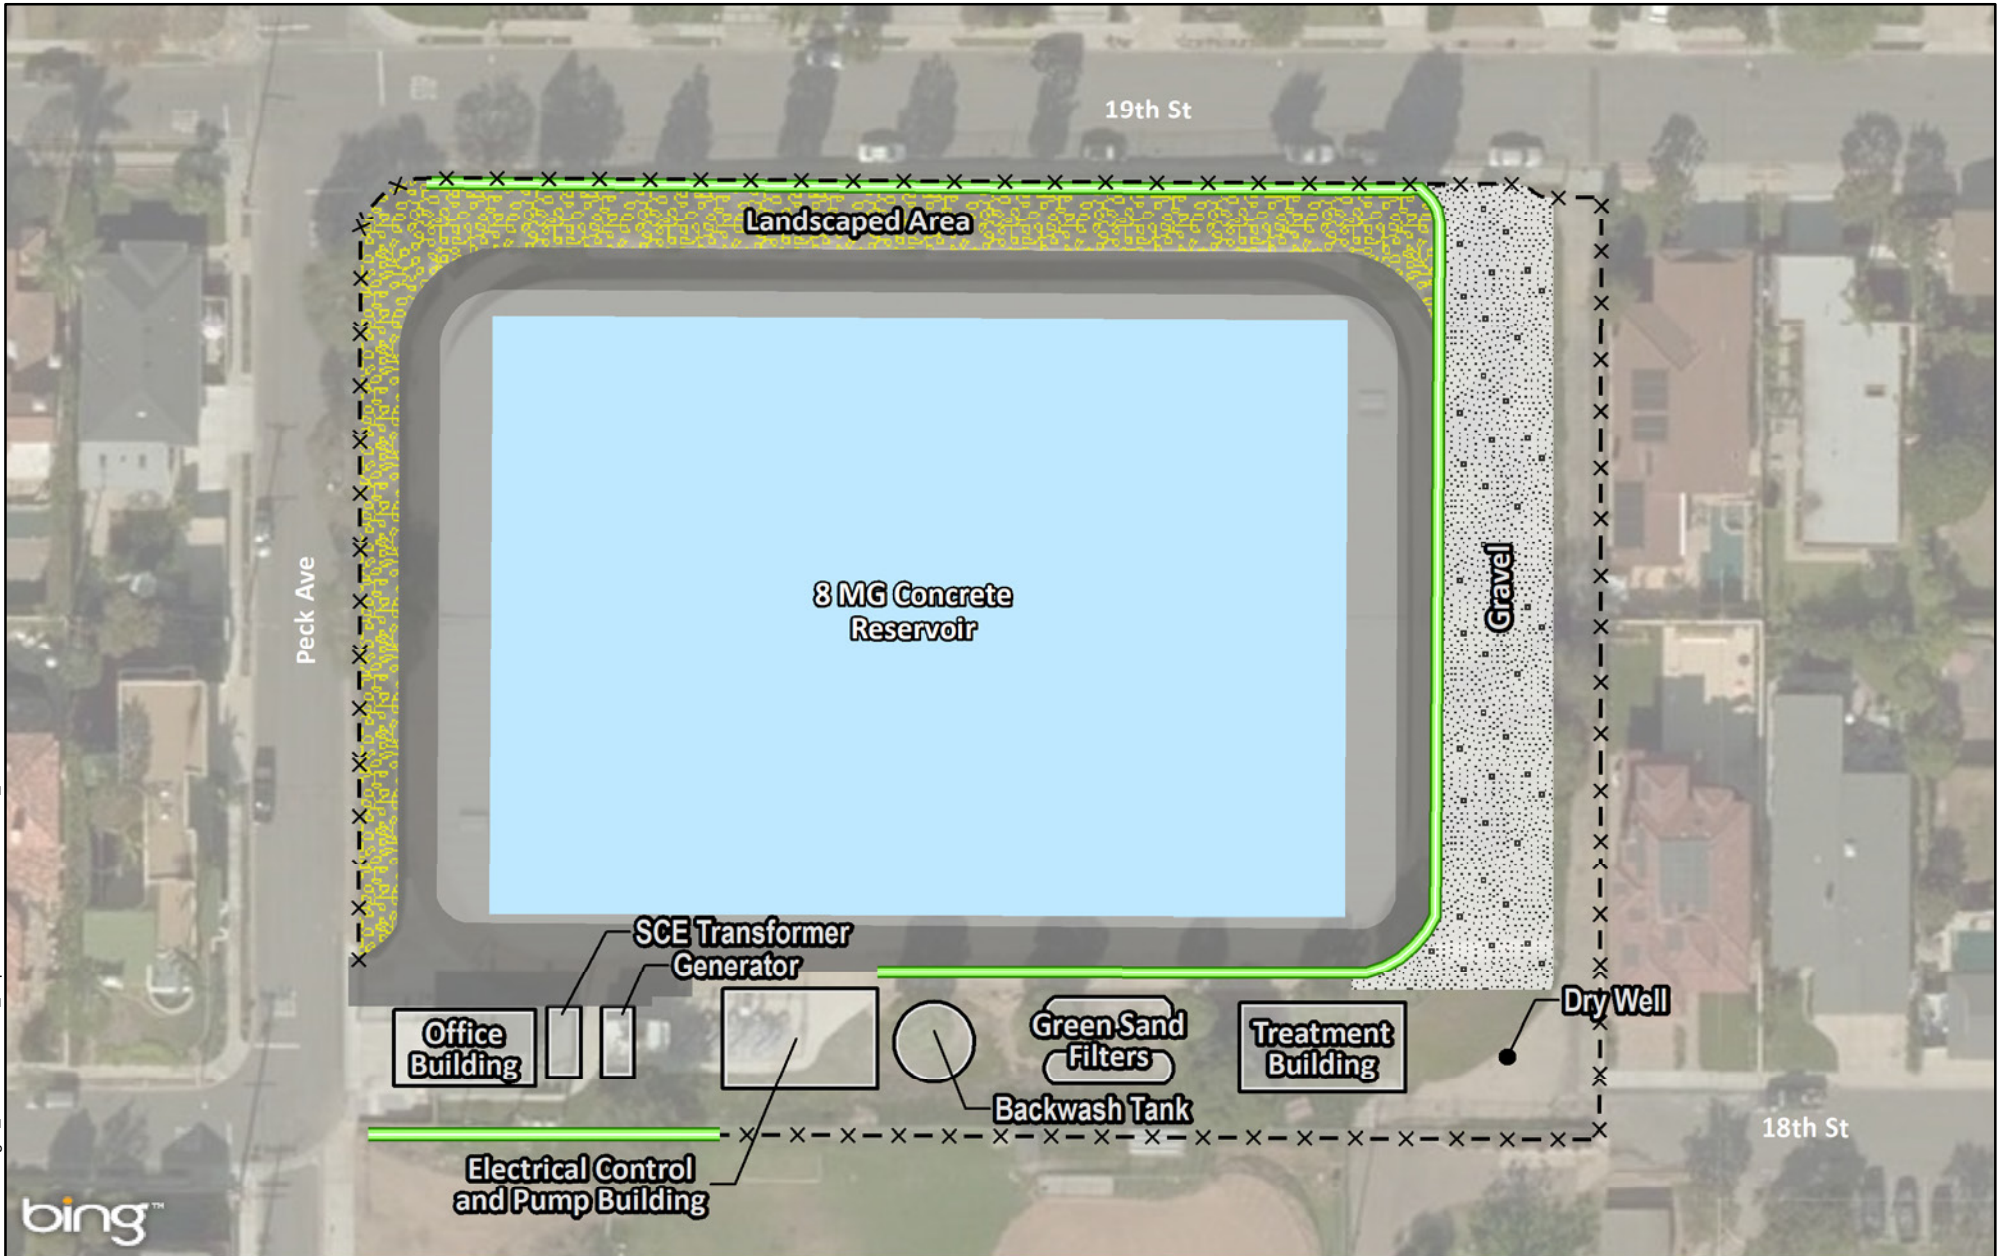 19th St
Landscaped Area
8 MG Concrete
Reservoir
Peck Ave
Gravel
SCE Transformer
Generator
Dry Well
Office
Building
Green Sand
Filters
Treatment
Building
Backwash Tank
18th St
Electrical Control
and Pump Building
bing™